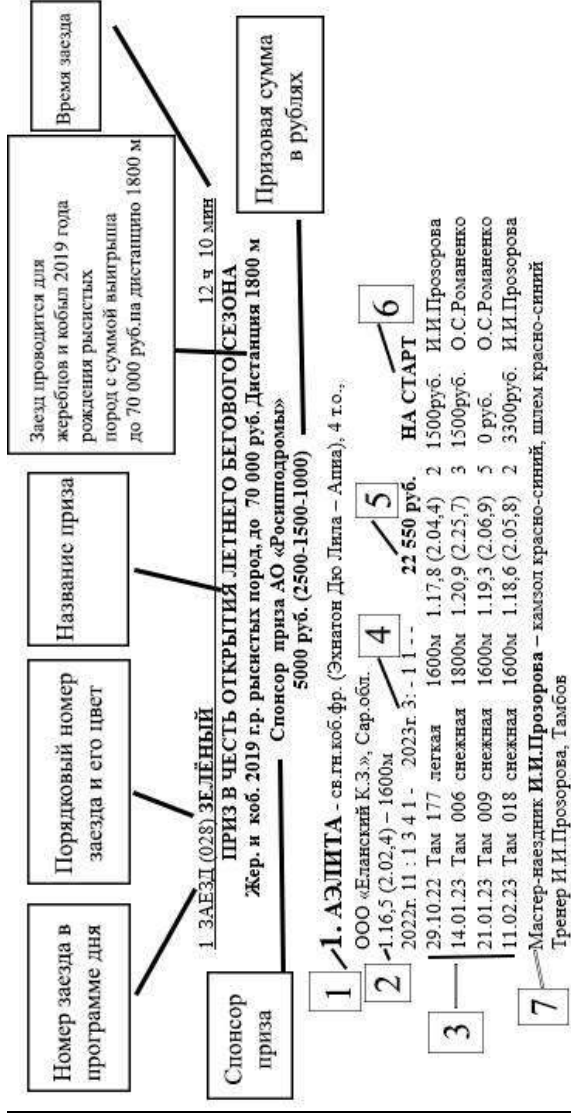 Номер заезда в
программе дня
Порядковый номер
заезда и его цвет
Название приза
Заезд проводится для
жеребцов и кобыл 2019 года
рождения рысистых
пород с суммой выигрыша
до 70 000 руб.на дистанцию 1800 м
Время заезда
1 ЗАЕЗД (028) ЗЕЛЁНЫЙ 12 ч 10 мин
ПРИЗ В ЧЕСТЬ ОТКРЫТИЯ ЛЕТНЕГО БЕГОВОГО СЕЗОНА
Жер. и коб. 2019 г.р. рысистых пород, до 70 000 руб. Дистанция 1800 м
Спонсор приза АО «Росипподромы»
5000 руб. (2500-1500-1000)
Спонсор
приза
Призовая сумма
в рублях
1
1. АЭЛИТА - св.гн.коб.фр. (Эхнатон Дю Лила – Апиа), 4 т.о.,
ООО «Еланский К.З.», Сар.обл.
2
1.16,5 (2.02,4) – 1600м
4
5
6
2022г. 11 : 1 3 4 1 - 2023г. 3: - 1 1 - - 22 550 руб. НА СТАРТ
3
29.10.22 Там 177 легкая 1600м 1.17,8 (2.04,4) 2 1500руб. И.И.Прозорова
14.01.23 Там 006 снежная 1800м 1.20,9 (2.25,7) 3 1500руб. О.С.Романенко
21.01.23 Там 009 снежная 1600м 1.19,3 (2.06,9) 5 0 руб. О.С.Романенко
11.02.23 Там 018 снежная 1600м 1.18,6 (2.05,8) 2 3300руб. И.И.Прозорова
7
Мастер-наездник И.И.Прозорова – камзол красно-синий, шлем красно-синий
Тренер И.И.Прозорова, Тамбов